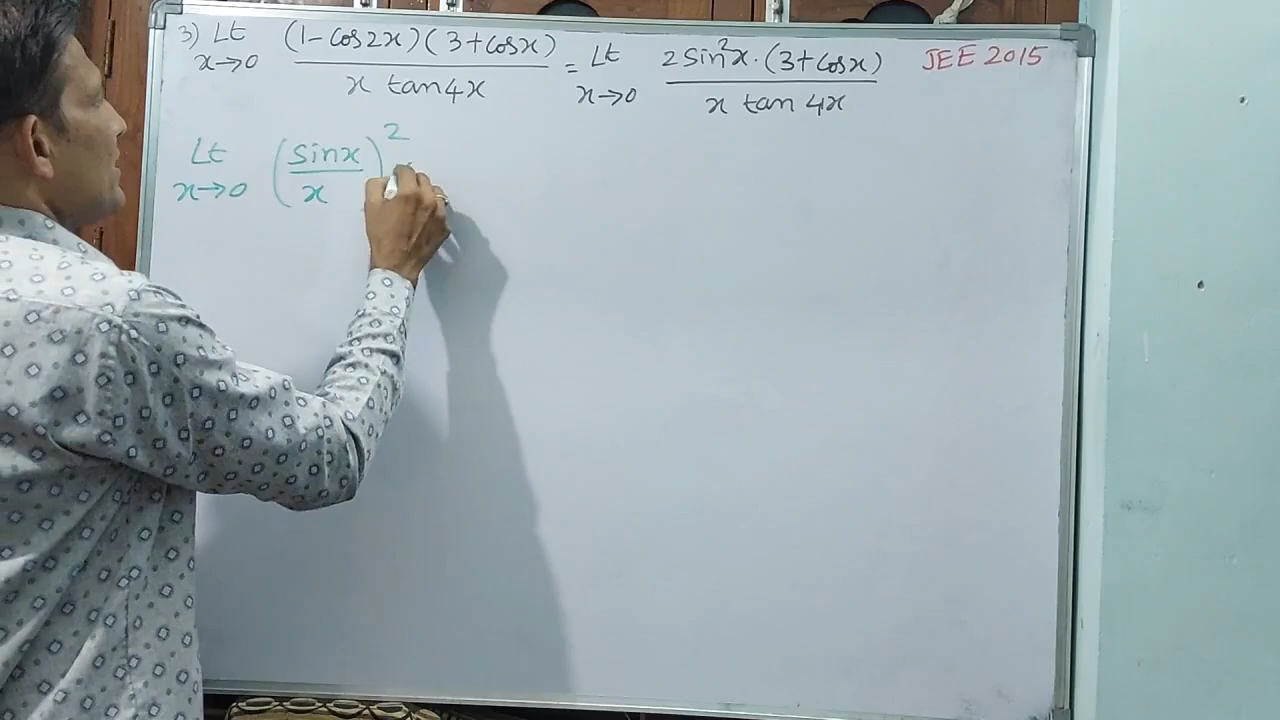 3) Lt x→0 (1-cos2x)(3+cosx) / x tan4x = Lt x→0 2sin²x.(3+cosx) / x tan 4x JEE 2015
Lt x→0 (sinx / x)²